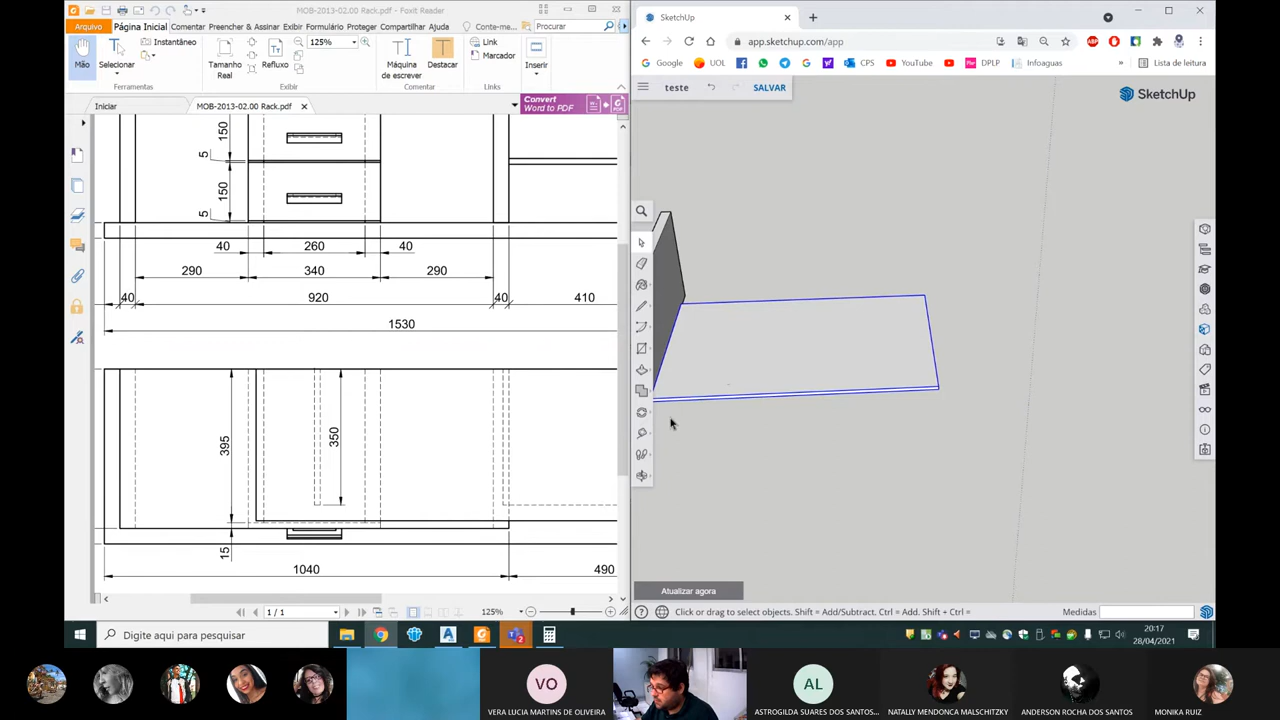 MOB-2013-02.00 Rack.pdf - Foxit Reader
Arquivo Página Inicial Comentar Preencher & Assinar Exibir Formulário Proteger Compartilhar Ajuda Conte-me... Procurar
Mão
Selecionar
Instantâneo
Tamanho Real
Refluxo
125%
Máquina de escrever
Destacar
Link
Marcador
Inserir
Ferramentas
Exibir
Comentar
Links
Iniciar
MOB-2013-02.00 Rack.pdf
Convert Word to PDF
150
5
150
5
40 260 40
290 340 290
40 920 40 410
1530
395
350
15
1040 490
1 / 1
125%
SketchUp
app.sketchup.com/app
Google UOL CPS YouTube DPLP Infoaguas » Lista de leitura
teste
SALVAR
SketchUp
Atualizar agora
Click or drag to select objects. Shift = Add/Subtract. Ctrl = Add. Shift + Ctrl =
Medidas
Digite aqui para pesquisar
20:17
28/04/2021
VO
VERA LUCIA MARTINS DE OLIVEIRA
AL
ASTROGILDA SUARES DOS SANTOS...
NATALLY MENDONCA MALSCHITZKY
ANDERSON ROCHA DOS SANTOS
MONIKA RUIZ